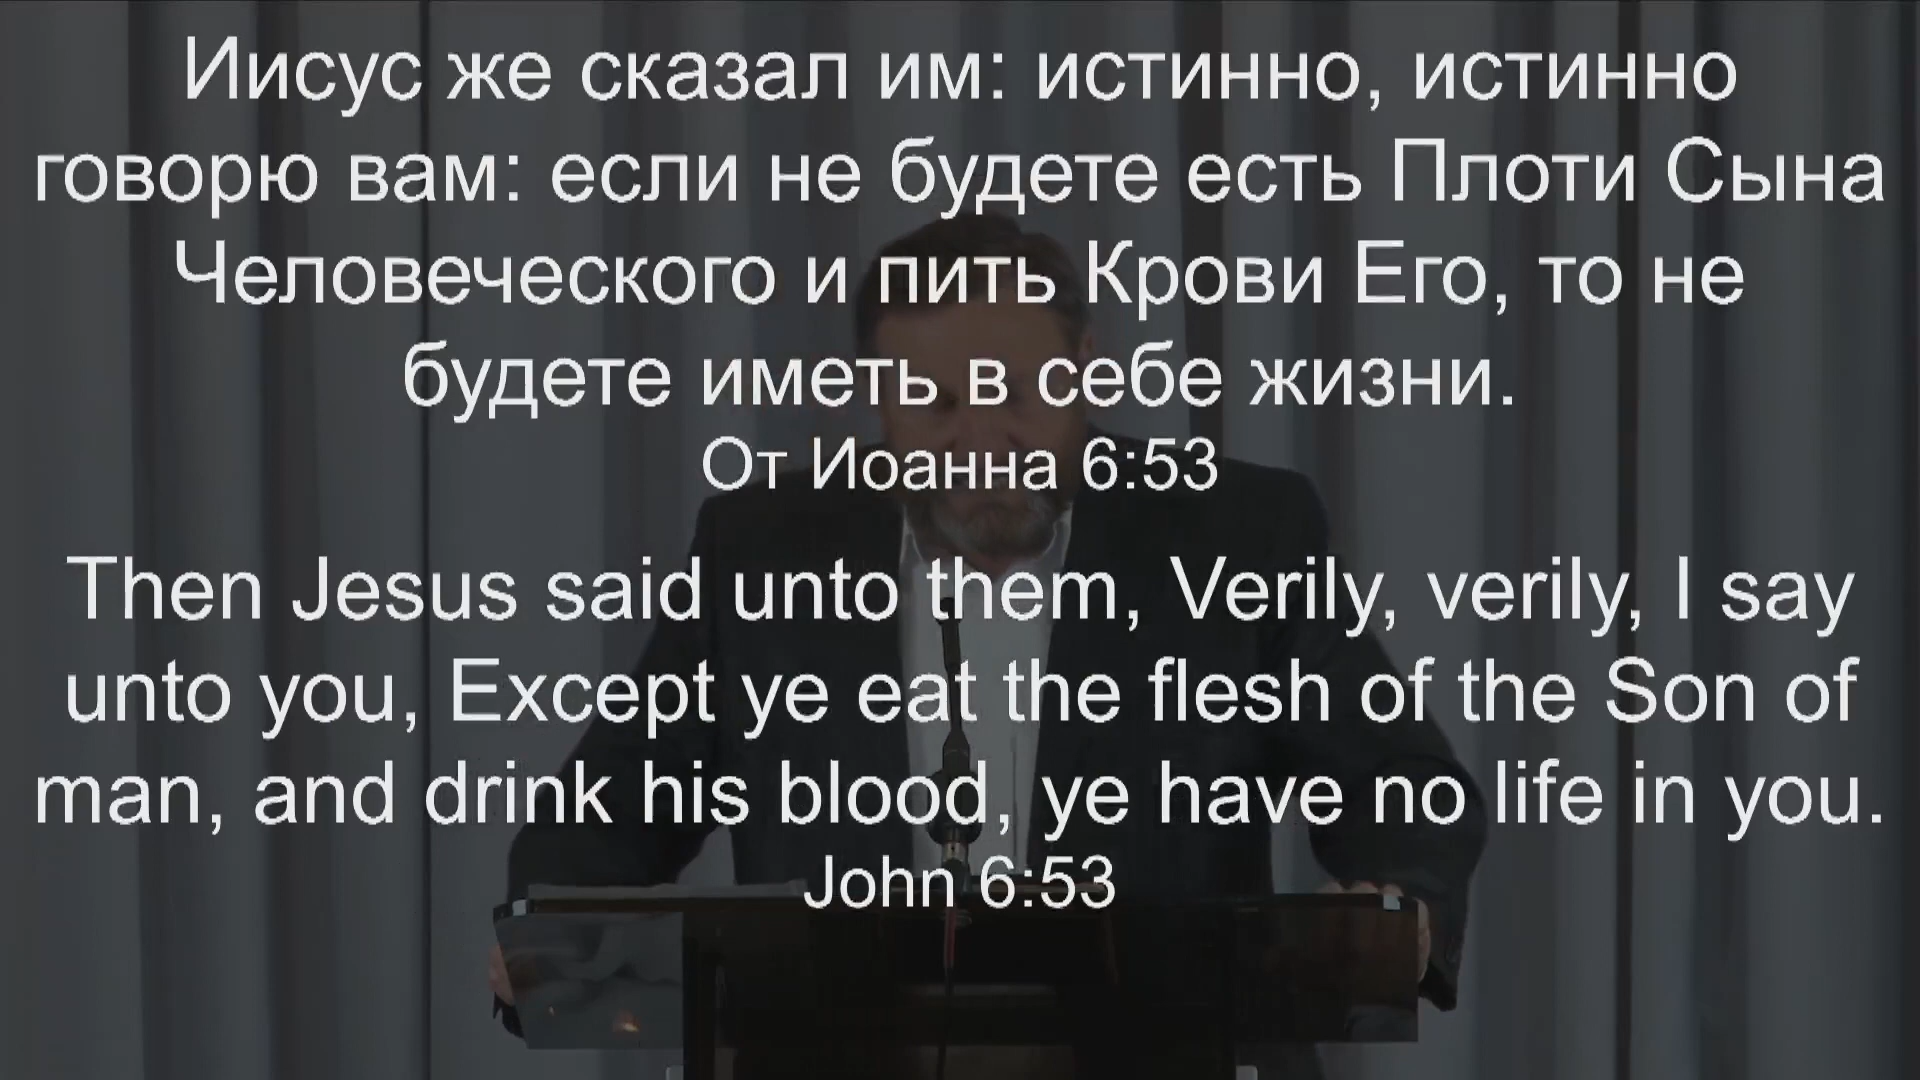 Иисус же сказал им: истинно, истинно
говорю вам: если не будете есть Плоти Сына
Человеческого и пить Крови Его, то не
будете иметь в себе жизни.
От Иоанна 6:53
Then Jesus said unto them, Verily, verily, I say
unto you, Except ye eat the flesh of the Son of
man, and drink his blood, ye have no life in you.
John 6:53